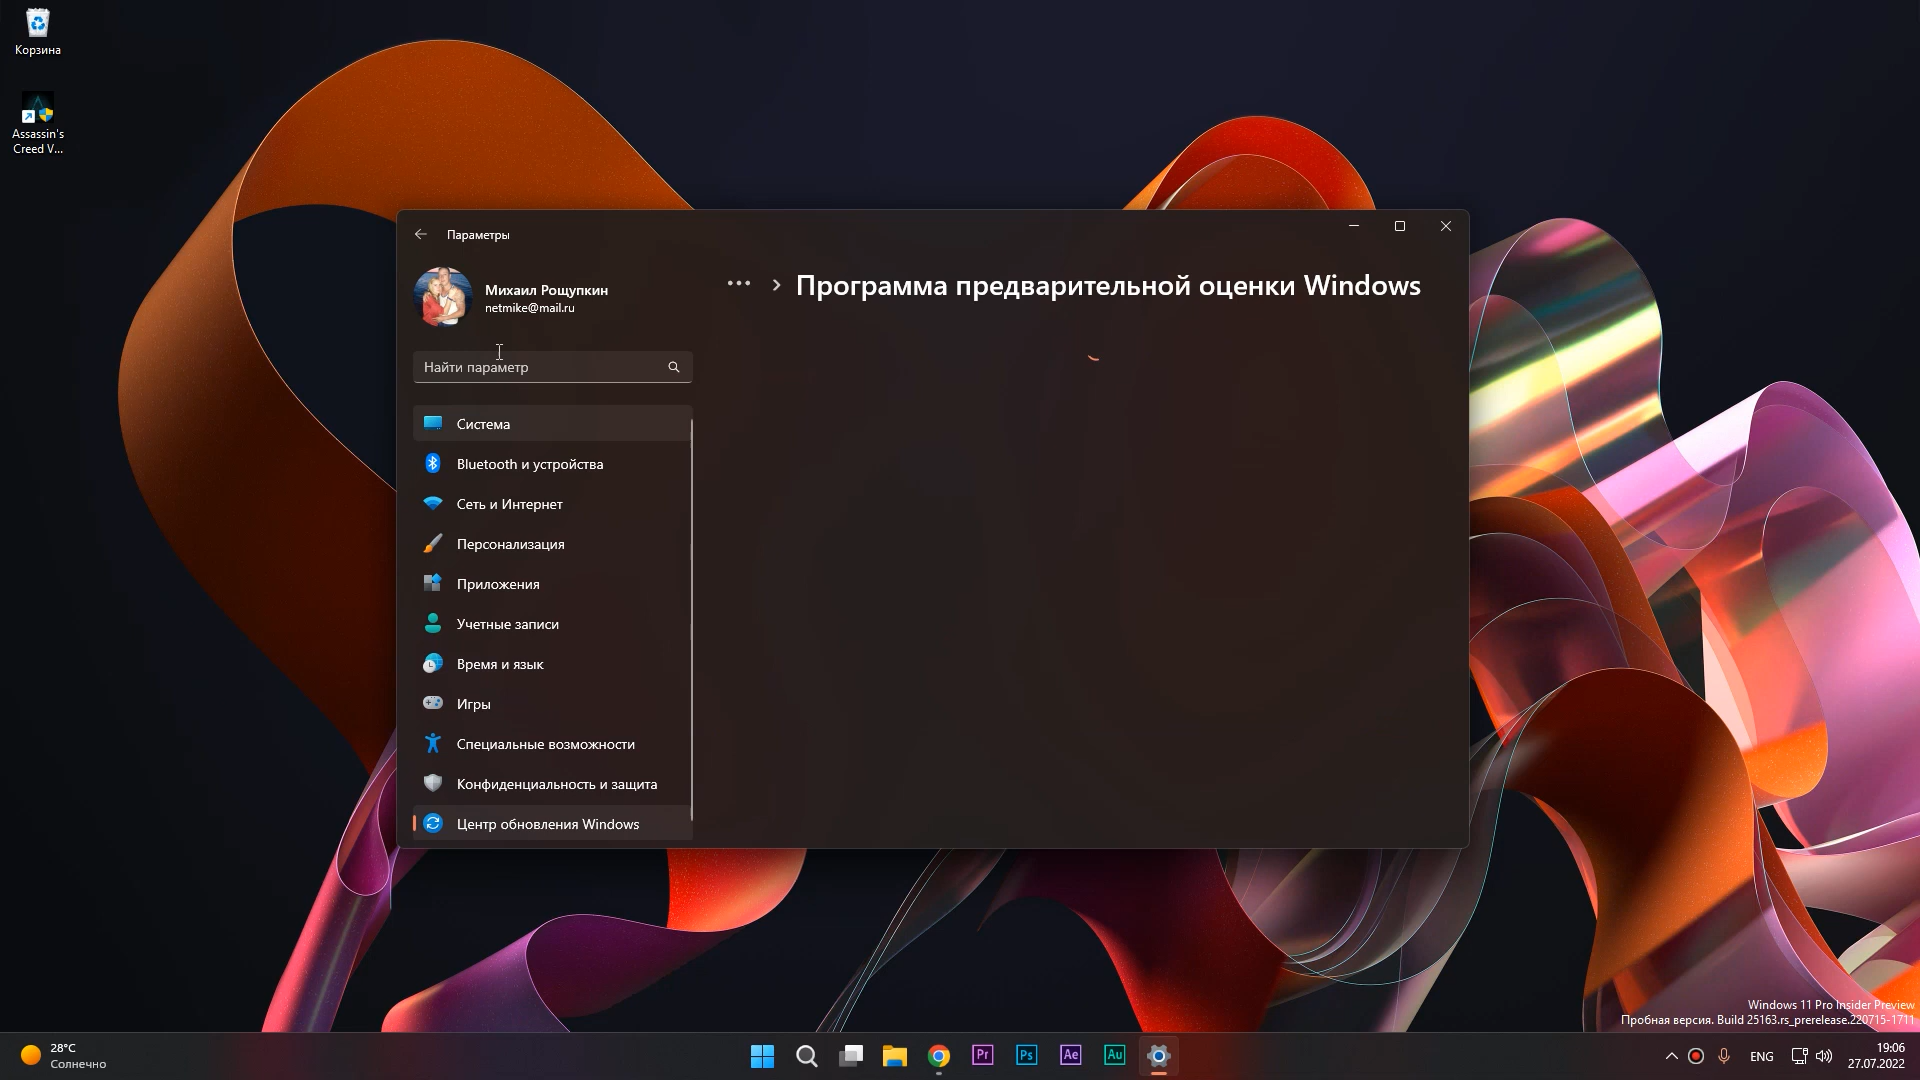 Корзина
Assassin's
Creed V...
Параметры
Михаил Рощупкин
netmike@mail.ru
Найти параметр
Система
Bluetooth и устройства
Сеть и Интернет
Персонализация
Приложения
Учетные записи
Время и язык
Игры
Специальные возможности
Конфиденциальность и защита
Центр обновления Windows
Программа предварительной оценки Windows
Windows 11 Pro Insider Preview
Пробная версия. Build 25163.rs_prerelease.220715-1711
28°C
Солнечно
Pr
Ps
Ae
Au
ENG
19:06
27.07.2022